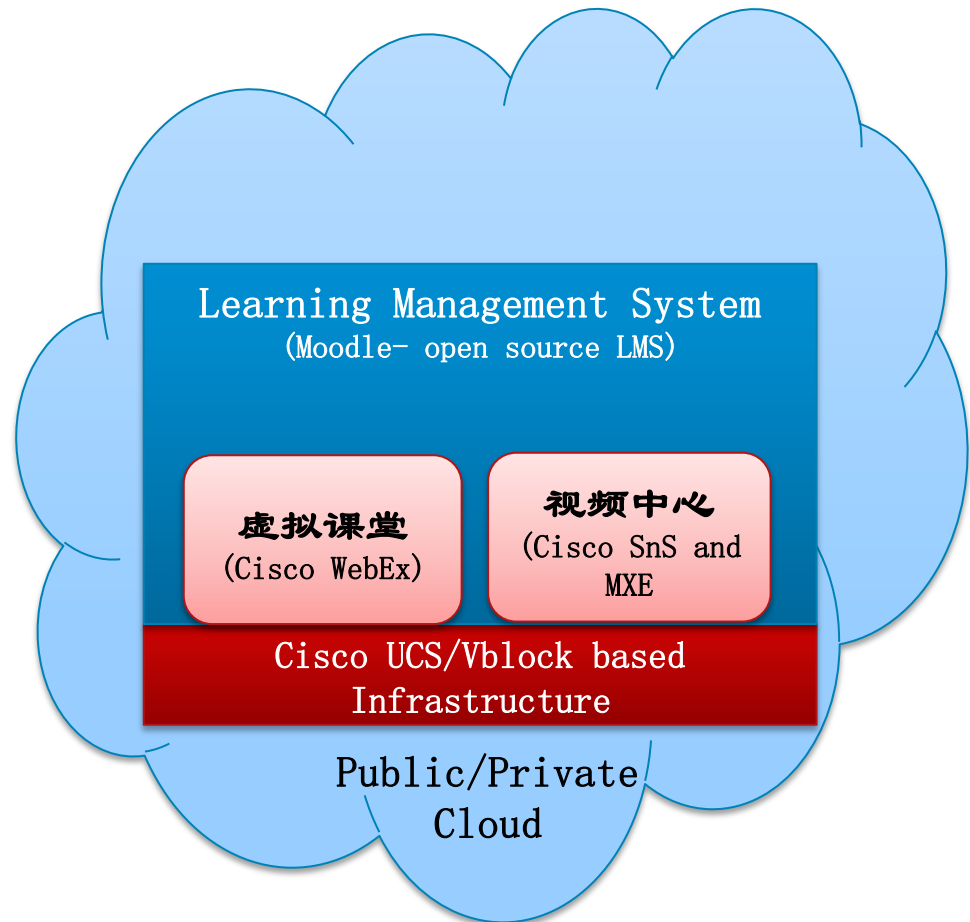 Learning Management System
(Moodle- open source LMS)
虚拟课堂
(Cisco WebEx)
视频中心
(Cisco SnS and
MXE
Cisco UCS/Vblock based
Infrastructure
Public/Private
Cloud